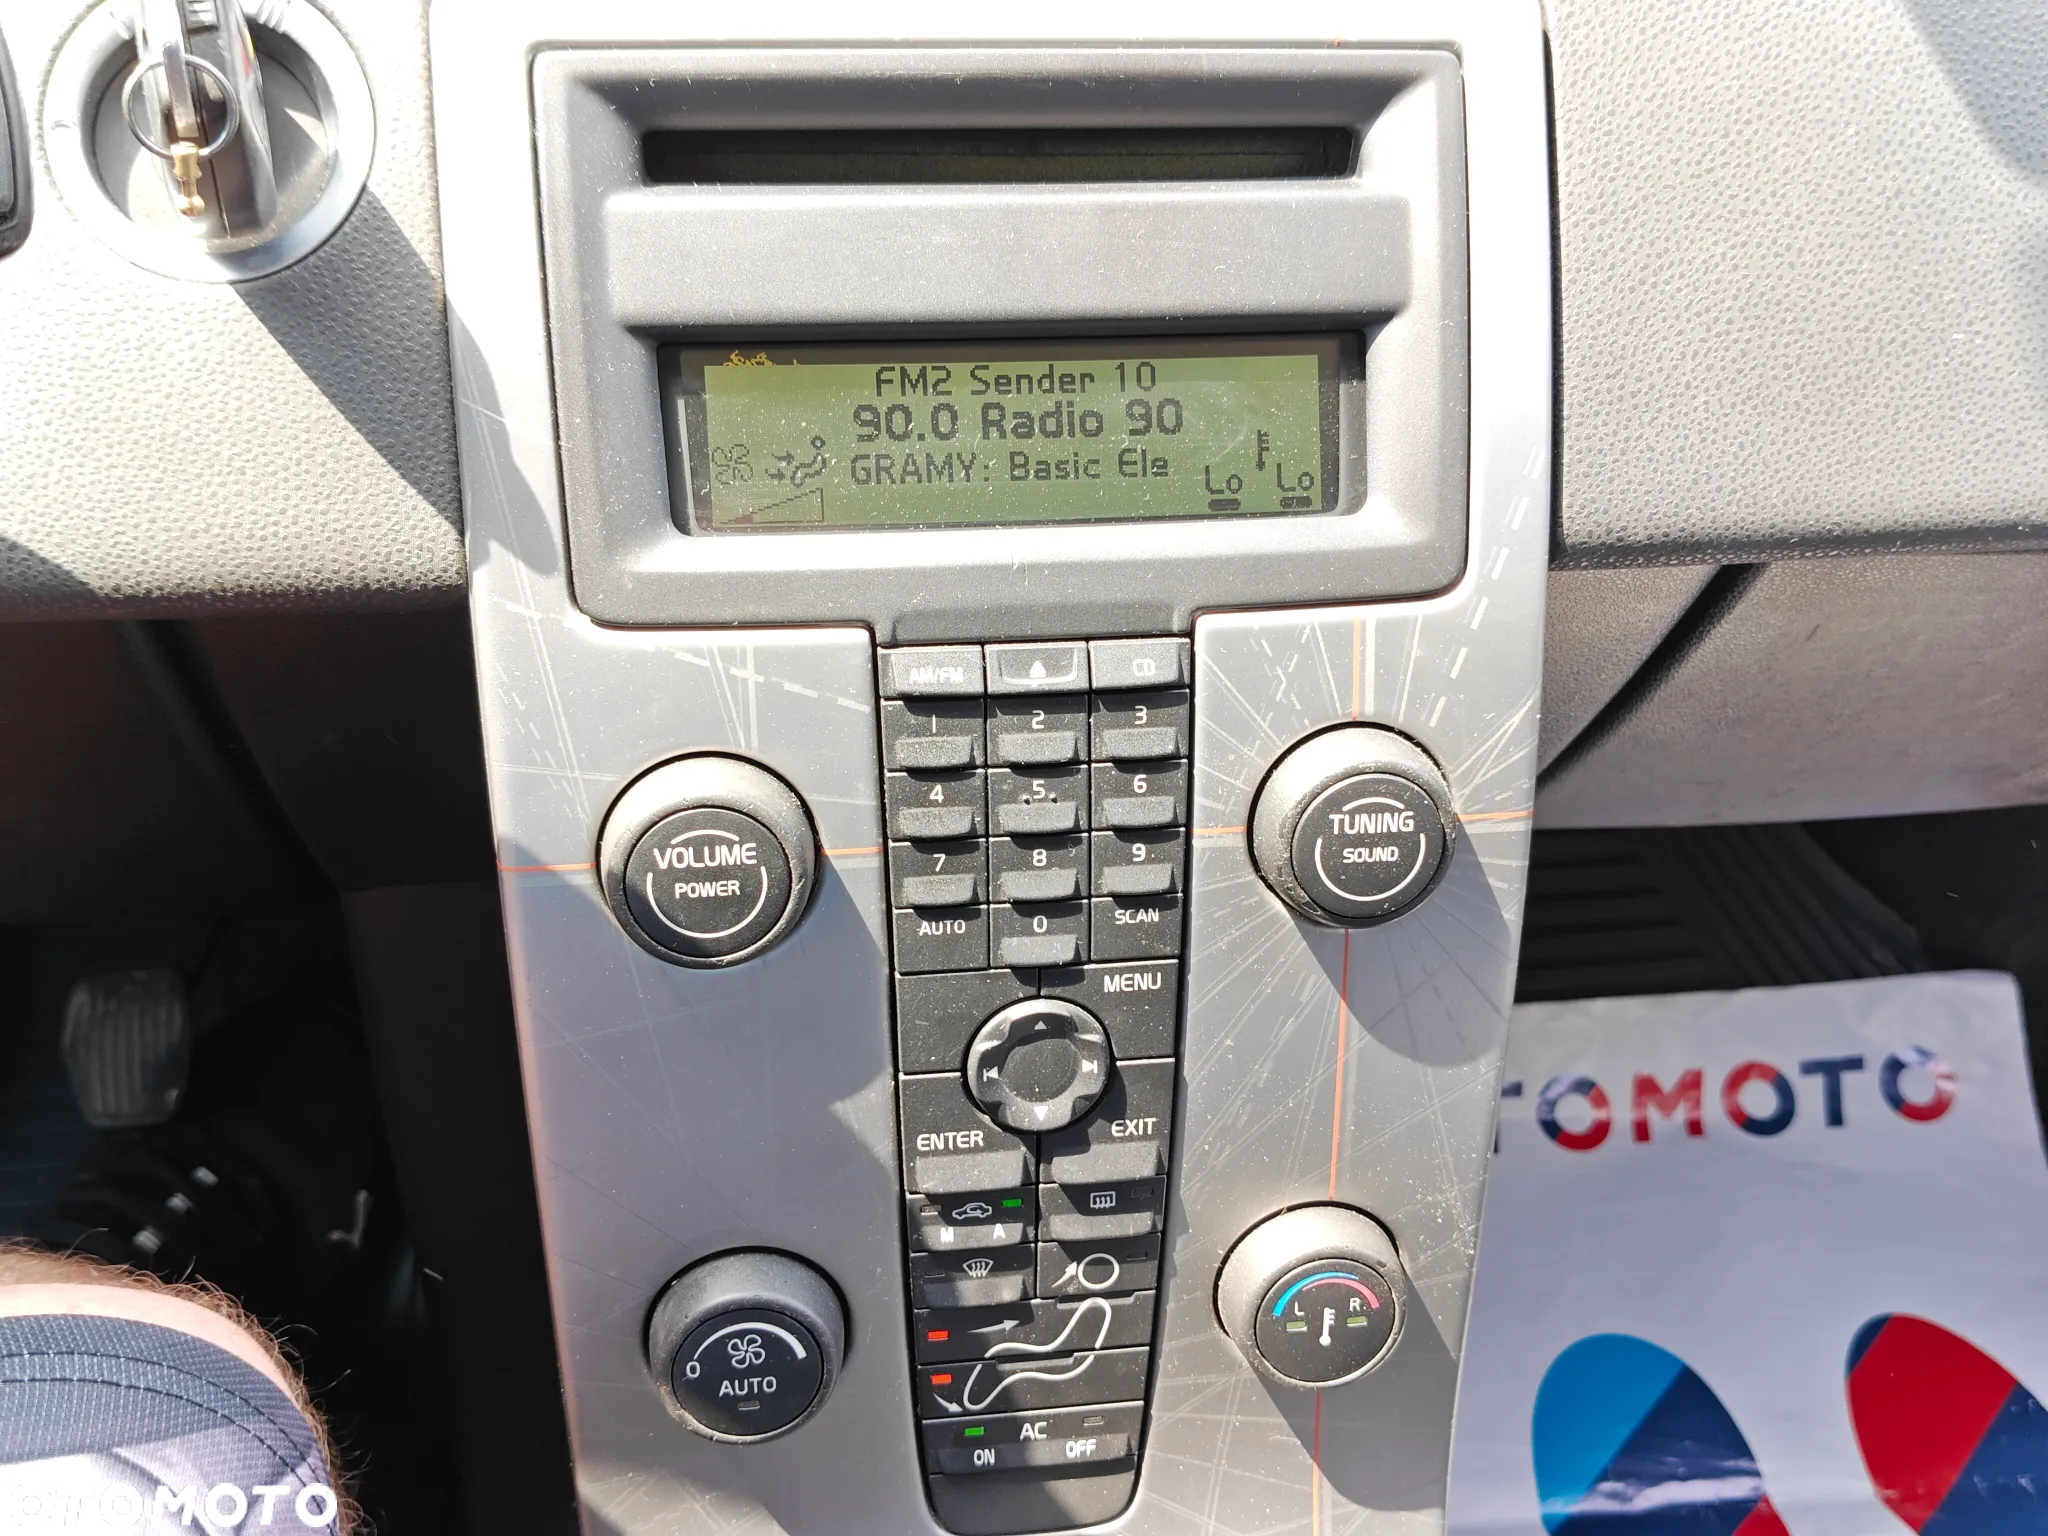 FM2 Sender 10
90.0 Radio 90
GRAMY: Basic Ele
Lo Lo
AM/FM
CD
1 2 3
4 5 6
7 8 9
AUTO 0 SCAN
VOLUME
POWER
TUNING
SOUND
MENU
ENTER
EXIT
M A
0
AUTO
L R
AC
ON OFF
TOMOTO
OTOMOTO